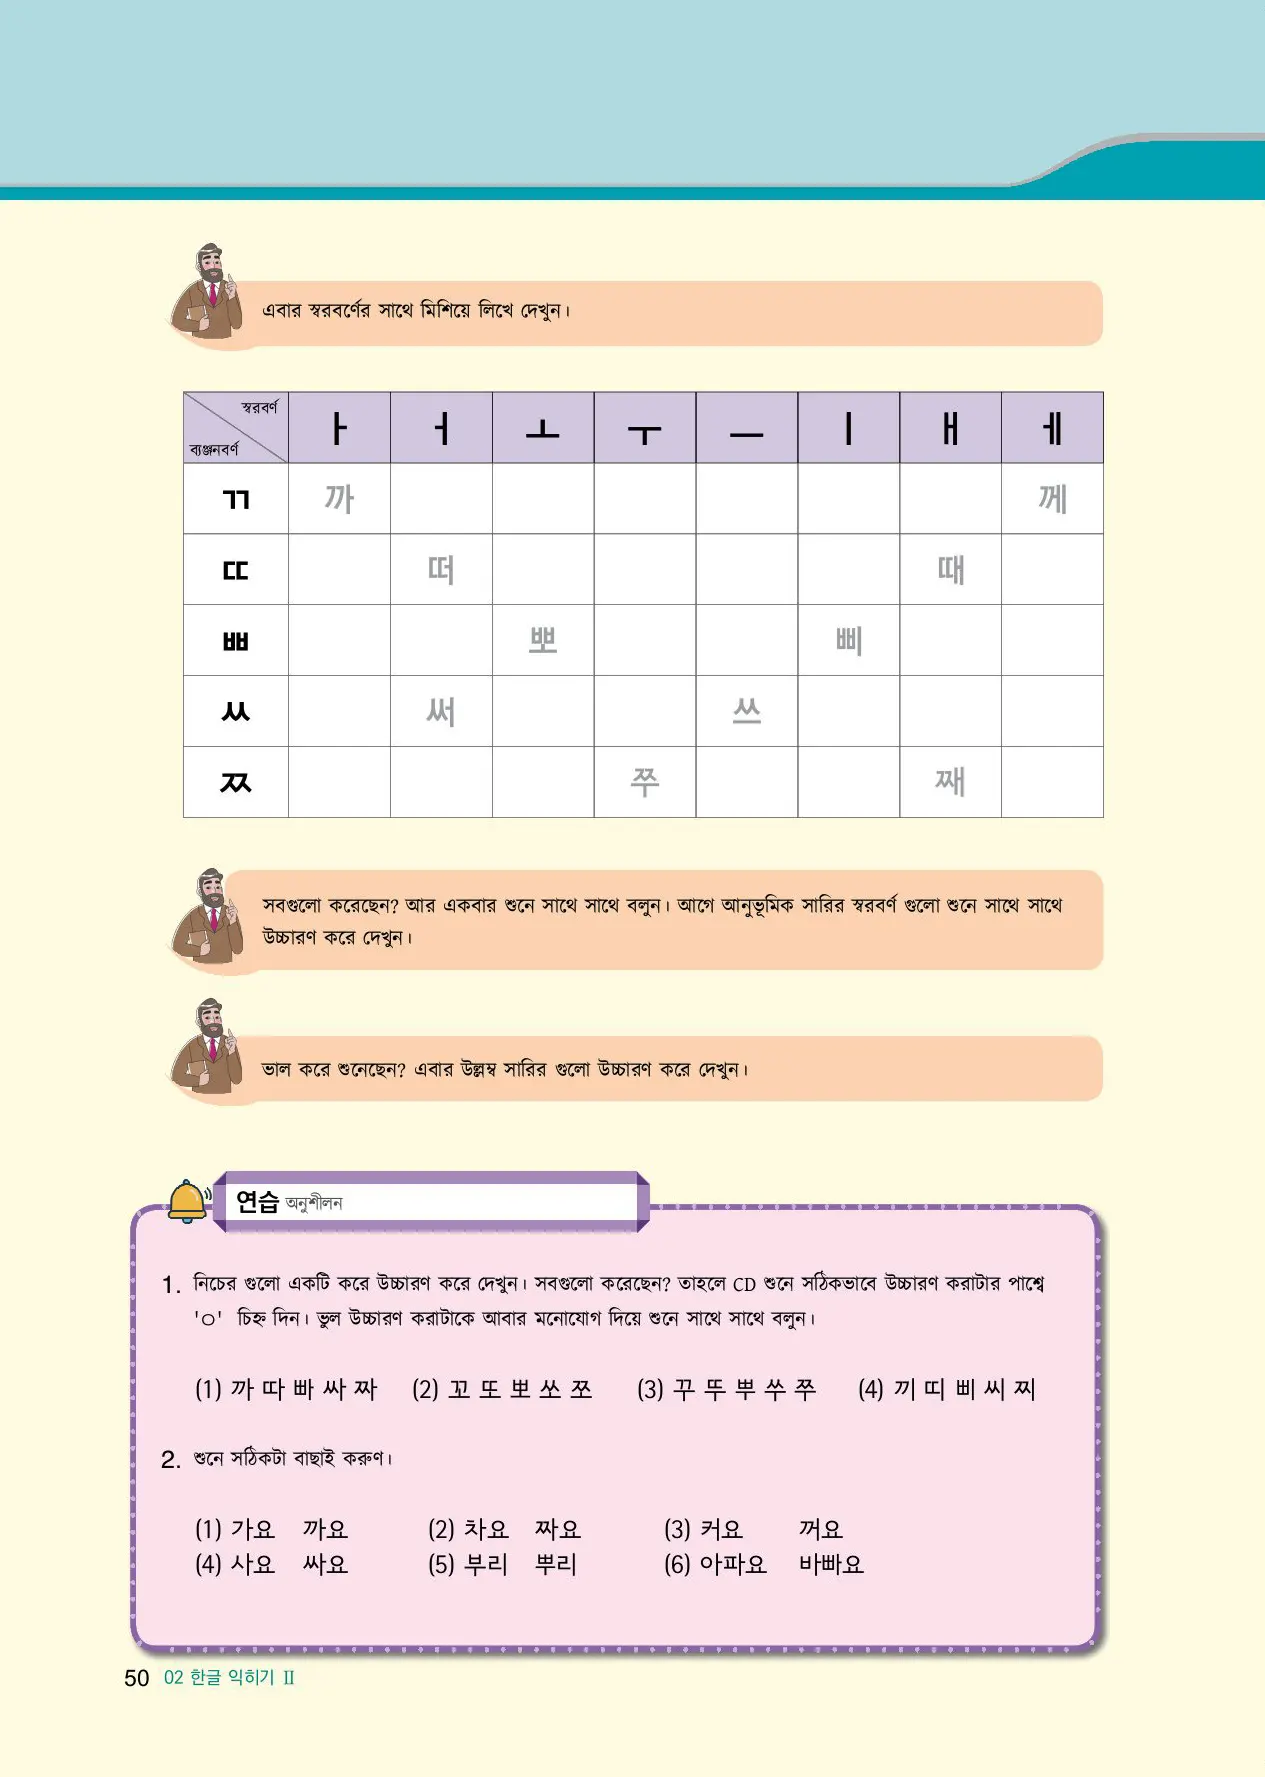 এবার স্বরবর্ণের সাথে মিশিয়ে লিখে দেখুন।
স্বরবর্ণ
ব্যঞ্জনবর্ণ
ㅏ ㅓ ㅗ ㅜ ㅡ ㅣ ㅐ ㅔ
ㄲ 까 께
ㄸ 떠 때
ㅃ 뽀 삐
ㅆ 써 쓰
ㅉ 쭈 째
সবগুলো করেছেন? আর একবার শুনে সাথে সাথে বলুন। আগে আনুভূমিক সারির স্বরবর্ণ গুলো শুনে সাথে সাথে
উচ্চারণ করে দেখুন।
ভাল করে শুনেছেন? এবার উল্লম্ব সারির গুলো উচ্চারণ করে দেখুন।
연습 অনুশীলন
1. নিচের গুলো একটি করে উচ্চারণ করে দেখুন। সবগুলো করেছেন? তাহলে CD শুনে সঠিকভাবে উচ্চারণ করাটার পাশ্বে
'ㅇ' চিহ্ন দিন। ভুল উচ্চারণ করাটাকে আবার মনোযোগ দিয়ে শুনে সাথে সাথে বলুন।
(1) 까 따 빠 싸 짜 (2) 꼬 또 뽀 쏘 쪼 (3) 꾸 뚜 뿌 쑤 쭈 (4) 끼 띠 삐 씨 찌
2. শুনে সঠিকটা বাছাই করুণ।
(1) 가요 까요 (2) 차요 짜요 (3) 커요 꺼요
(4) 사요 싸요 (5) 부리 뿌리 (6) 아파요 바빠요
50 02 한글 익히기 Ⅱ